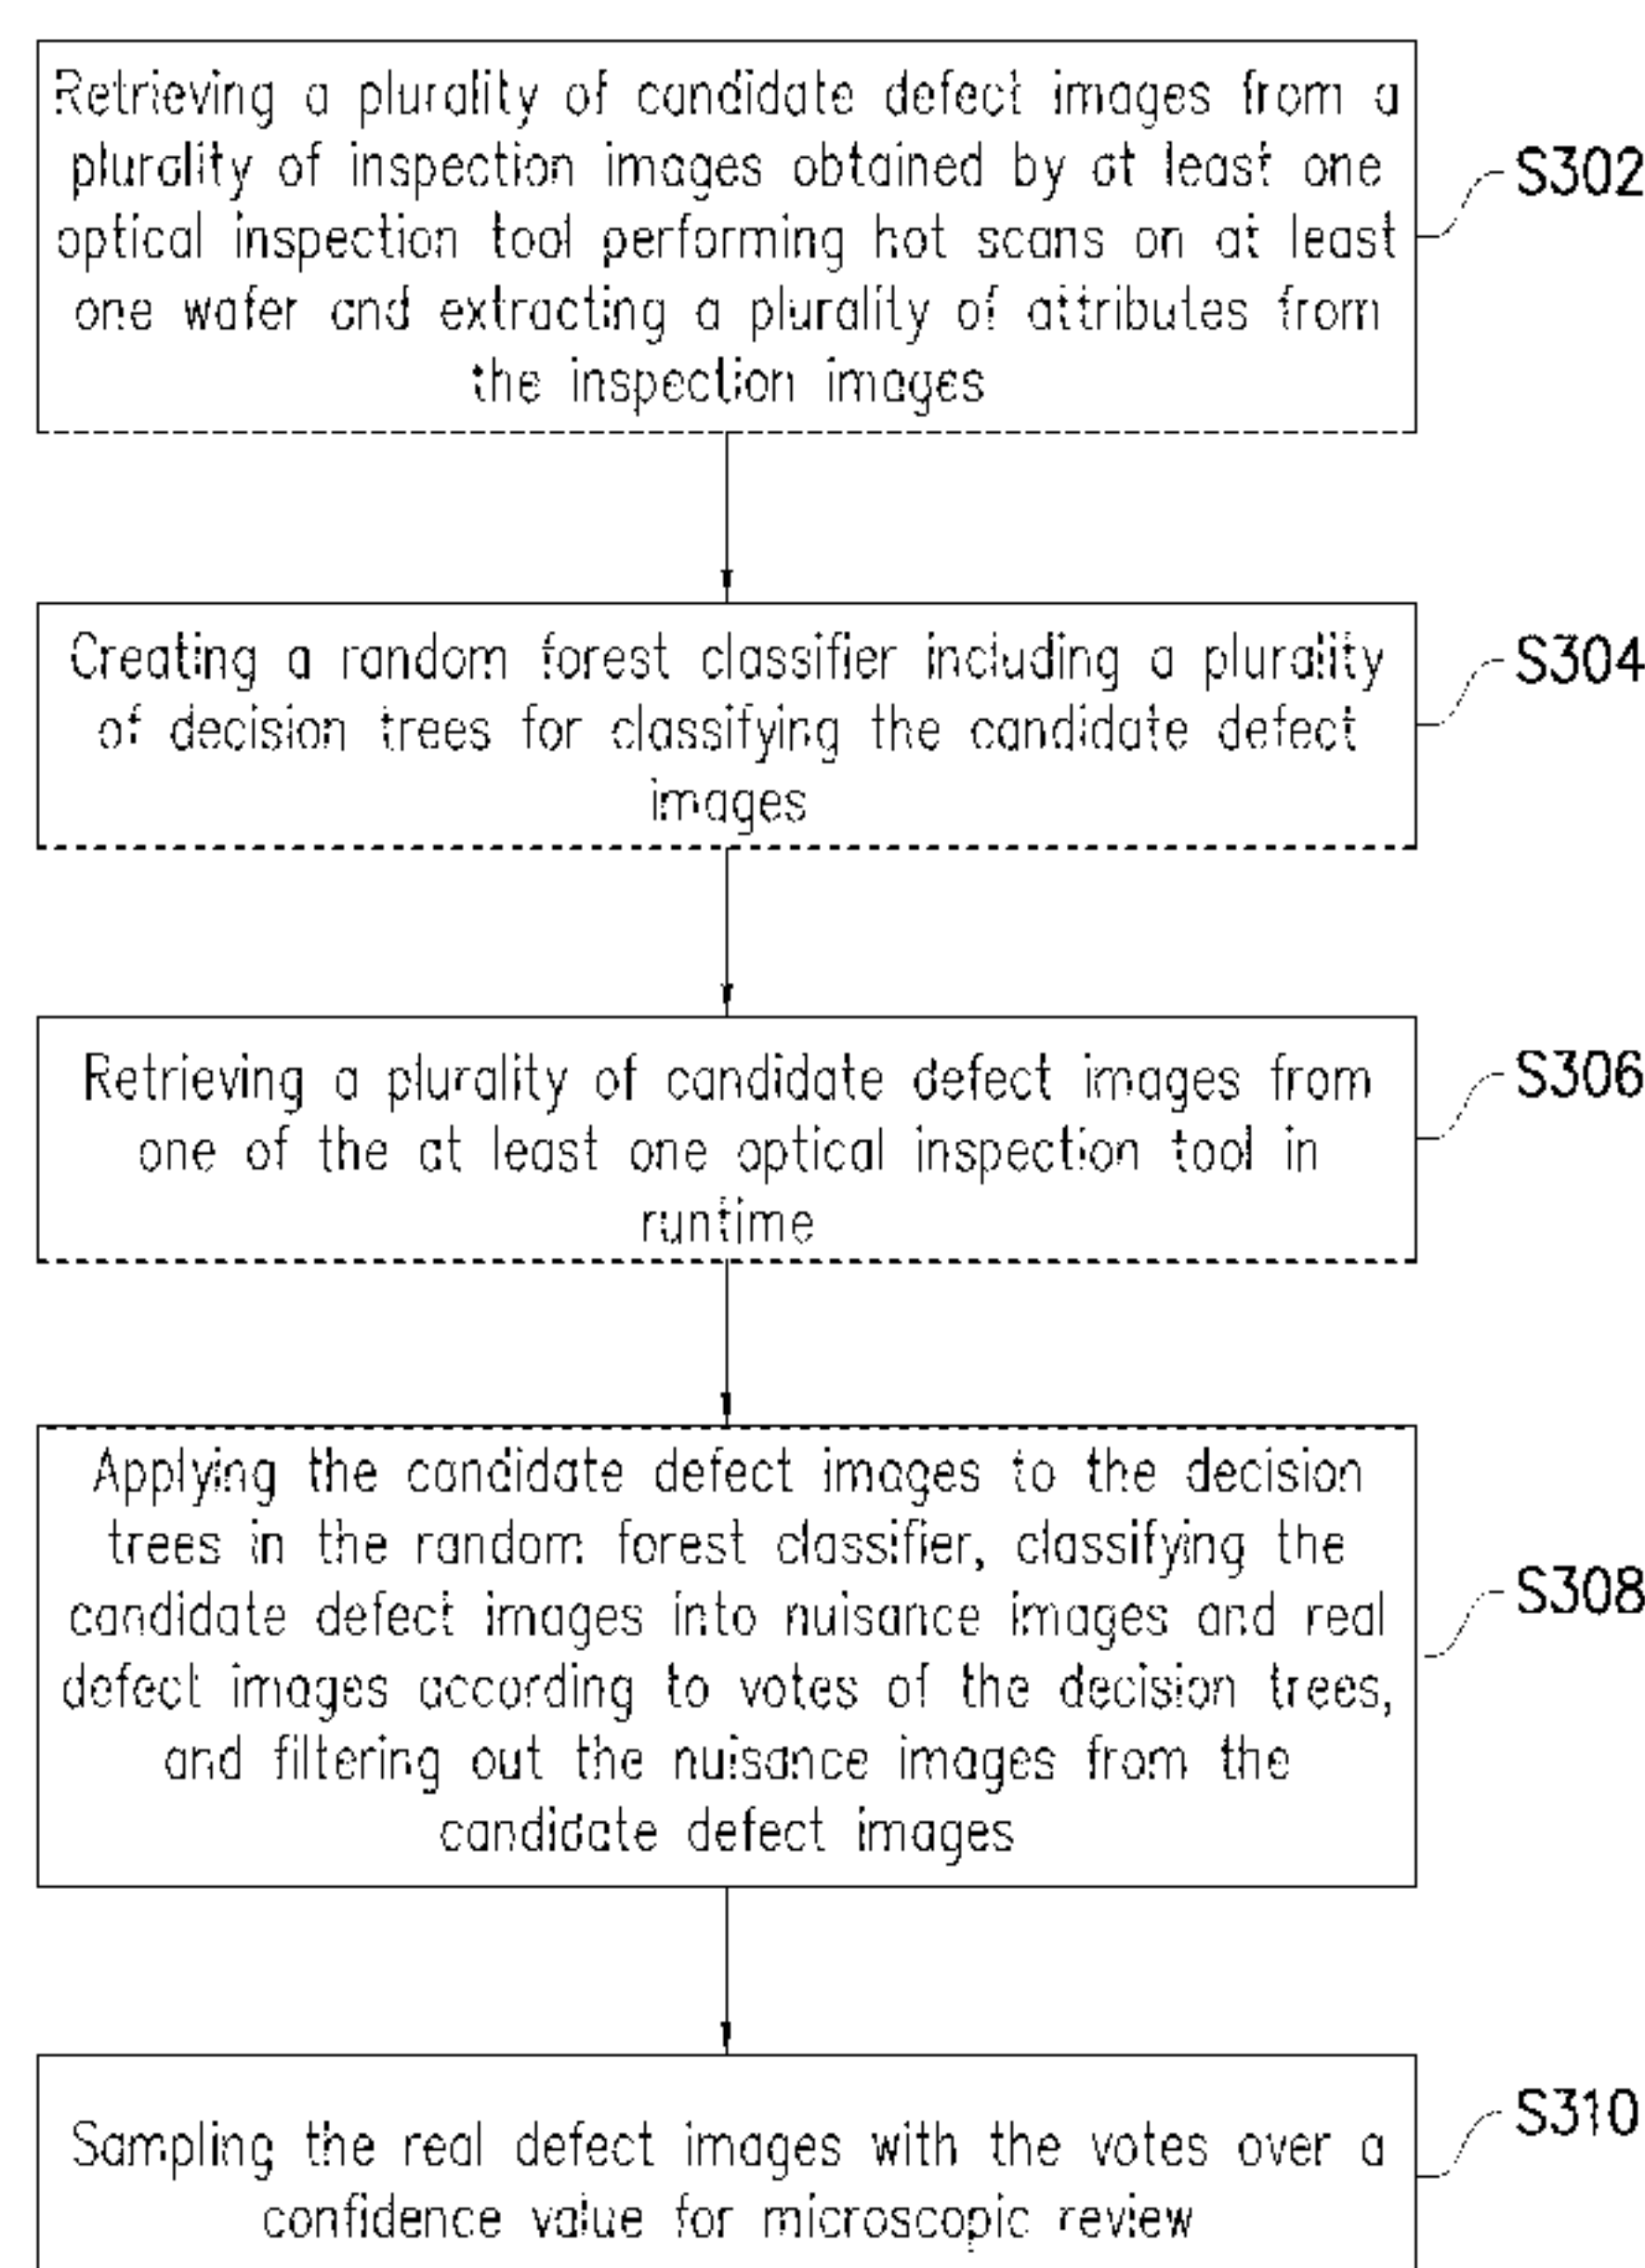 Retrieving a plurality of candidate defect images from a
plurality of inspection images obtained by at least one
optical inspection tool performing hot scans on at least
one wafer and extracting a plurality of attributes from
the inspection images
S302
Creating a random forest classifier including a plurality
of decision trees for classifying the candidate defect
images
S304
Retrieving a plurality of candidate defect images from
one of the at least one optical inspection tool in
runtime
S306
Applying the candidate defect images to the decision
trees in the random forest classifier, classifying the
candidate defect images into nuisance images and real
defect images according to votes of the decision trees,
and filtering out the nuisance images from the
candidate defect images
S308
Sampling the real defect images with the votes over a
confidence value for microscopic review
S310